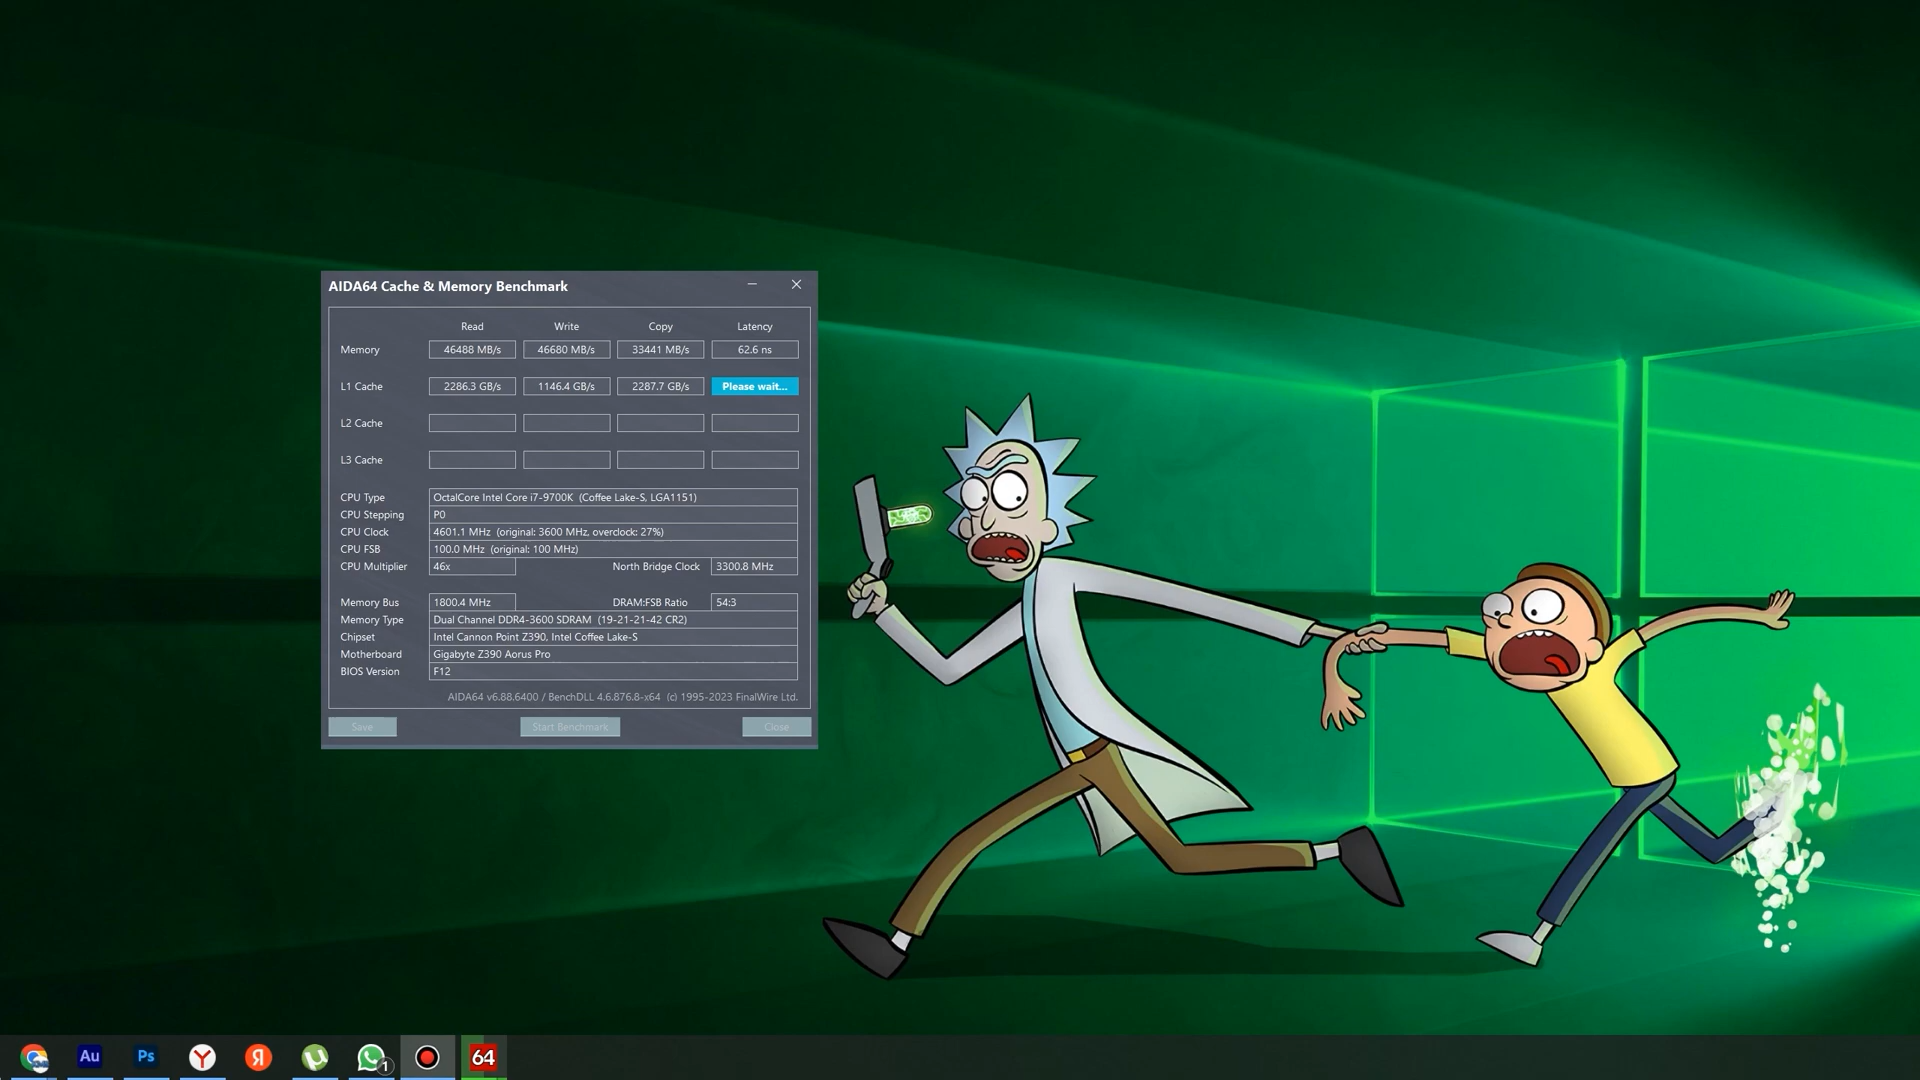 AIDA64 Cache & Memory Benchmark
Read Write Copy Latency
Memory 46488 MB/s 46680 MB/s 33441 MB/s 62.6 ns
L1 Cache 2286.3 GB/s 1146.4 GB/s 2287.7 GB/s Please wait...
L2 Cache
L3 Cache
CPU Type OctalCore Intel Core i7-9700K (Coffee Lake-S, LGA1151)
CPU Stepping P0
CPU Clock 4601.1 MHz (original: 3600 MHz, overclock: 27%)
CPU FSB 100.0 MHz (original: 100 MHz)
CPU Multiplier 46x North Bridge Clock 3300.8 MHz
Memory Bus 1800.4 MHz DRAM:FSB Ratio 54:3
Memory Type Dual Channel DDR4-3600 SDRAM (19-21-21-42 CR2)
Chipset Intel Cannon Point Z390, Intel Coffee Lake-S
Motherboard Gigabyte Z390 Aorus Pro
BIOS Version F12
AIDA64 v6.88.6400 / BenchDLL 4.6.876.8-x64 (c) 1995-2023 FinalWire Ltd.
Save Start Benchmark Close
Au Ps Y Я µ 1 64